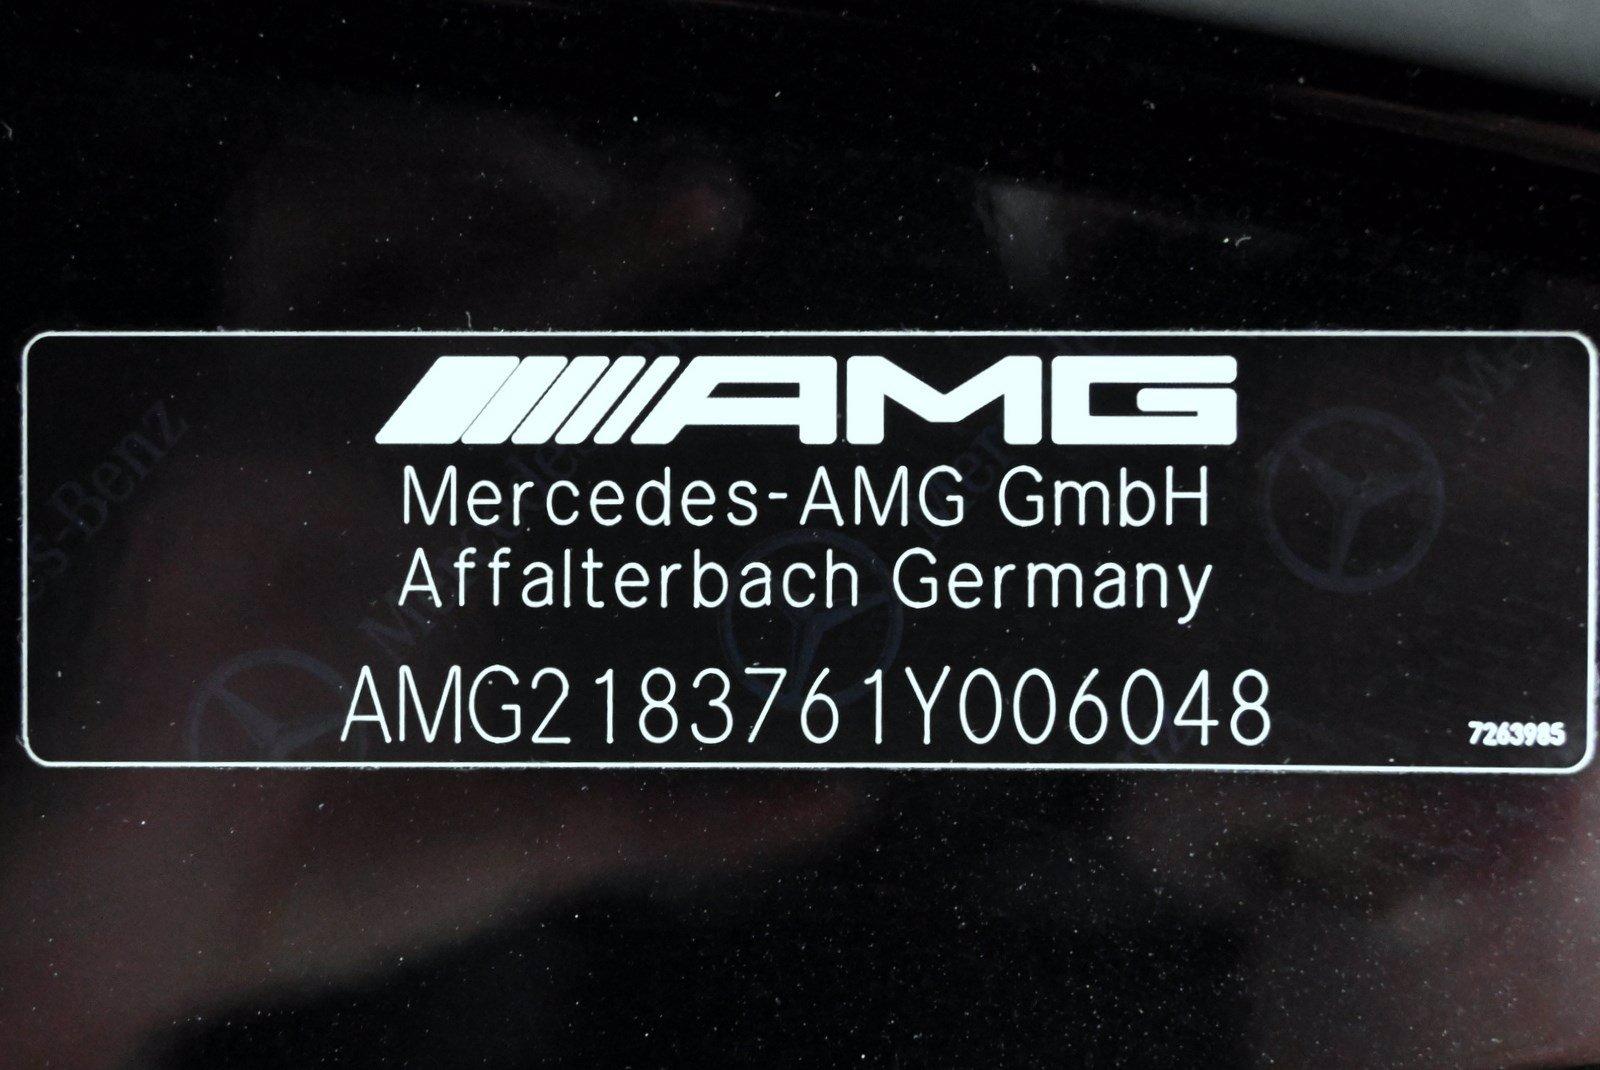 AMG
Mercedes-AMG GmbH
Affalterbach Germany
AMG2183761Y006048
7263985